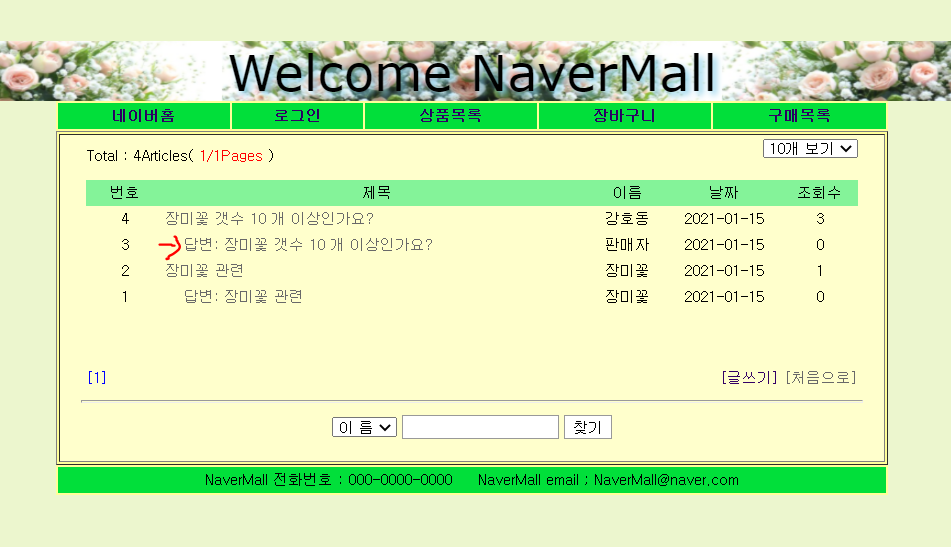 Welcome NaverMall
네이버홈 로그인 상품목록 장바구니 구매목록
Total : 4Articles( 1/1Pages ) 10개 보기
번호 제목 이름 날짜 조회수
4 장미꽃 갯수 10 개 이상인가요? 강호동 2021-01-15 3
3 답변: 장미꽃 갯수 10 개 이상인가요? 판매자 2021-01-15 0
2 장미꽃 관련 장미꽃 2021-01-15 1
1 답변: 장미꽃 관련 장미꽃 2021-01-15 0
[1] [글쓰기] [처음으로]
이 름 찾기
NaverMall 전화번호 : 000-0000-0000 NaverMall email : NaverMall@naver.com